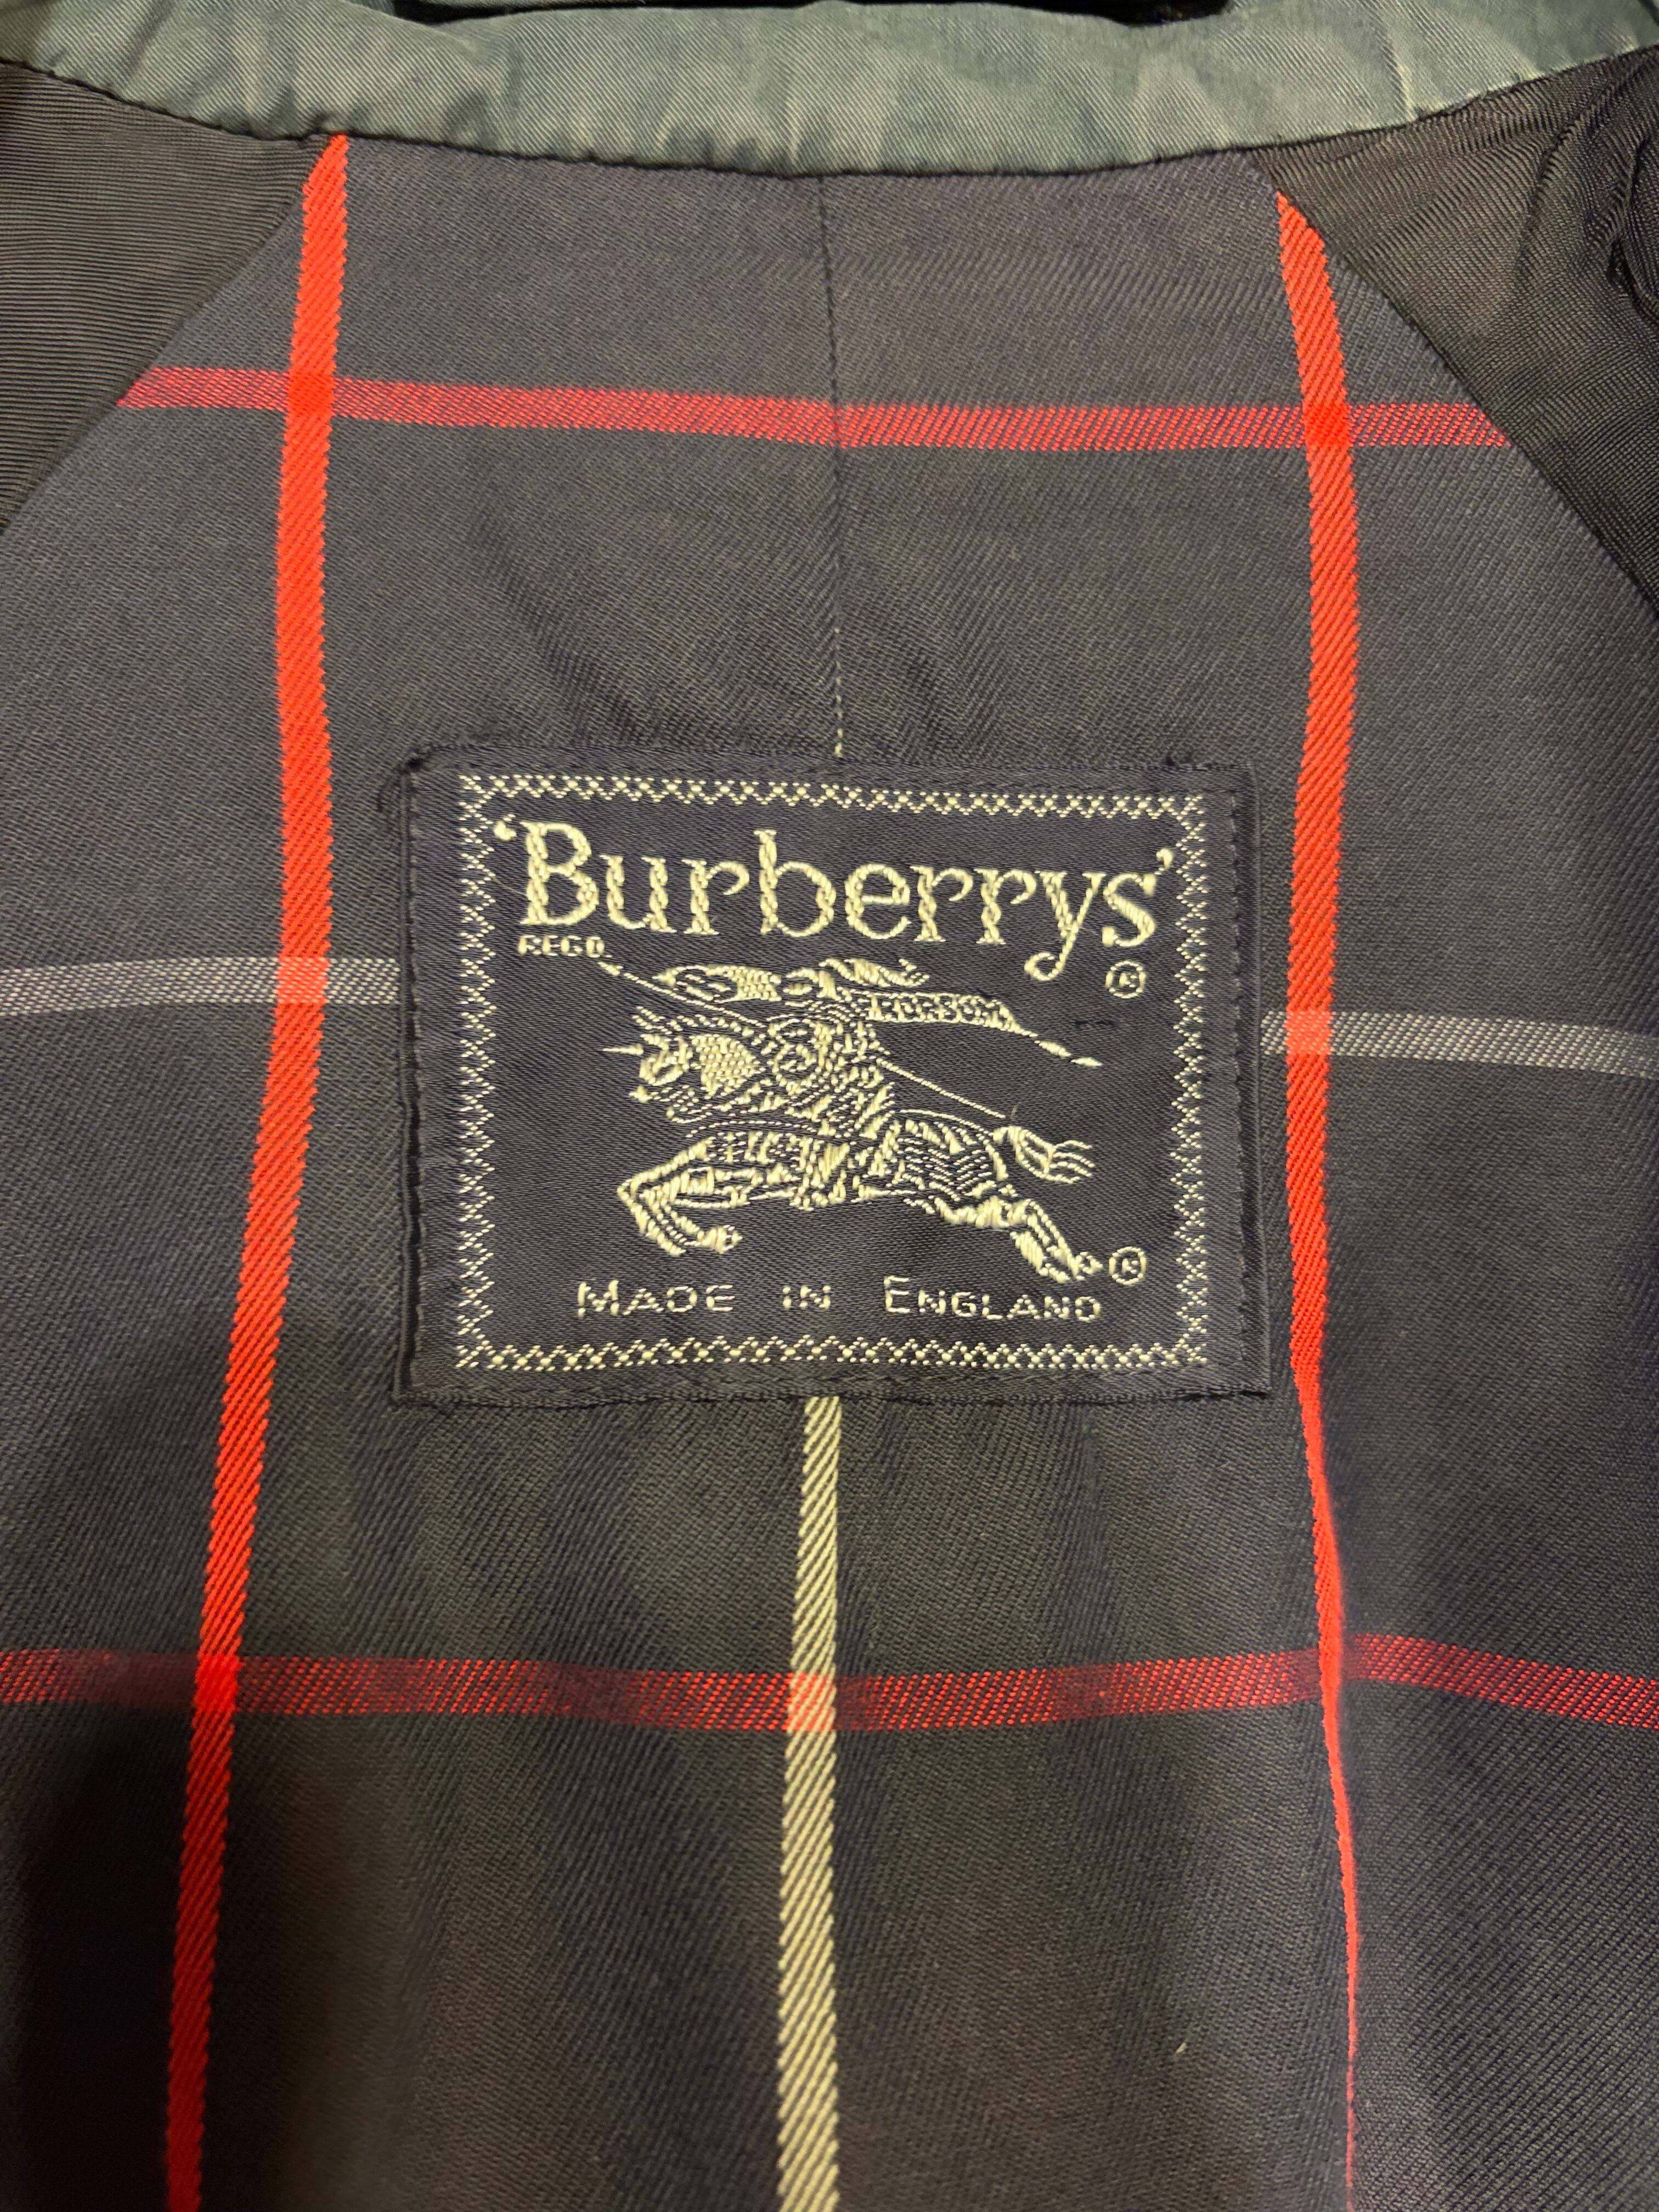 ‘Burberrys’
REGD.
®
PRORSUM
®
MADE IN ENGLAND